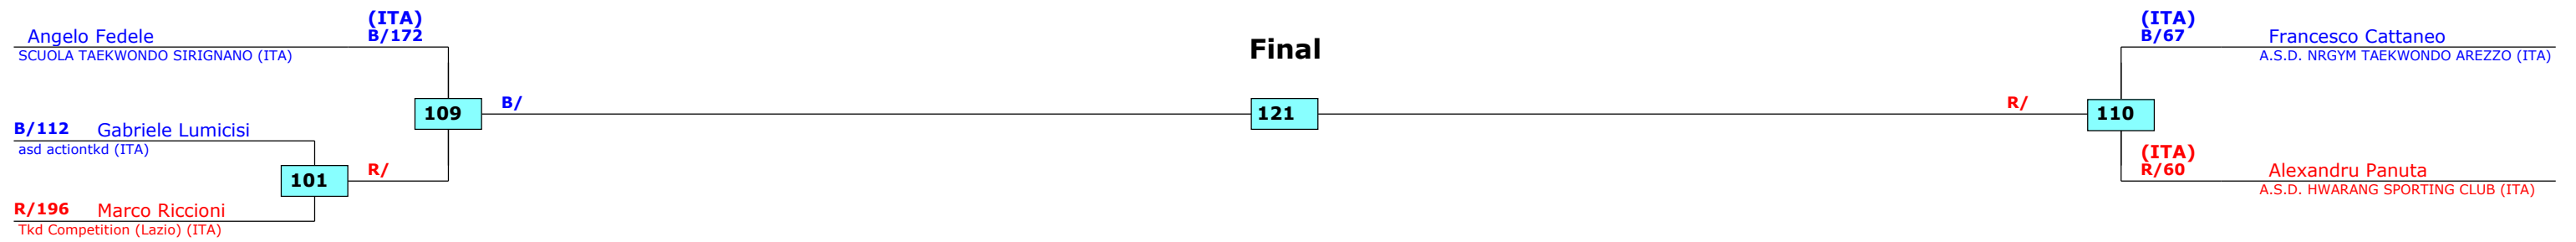 (ITA)
Angelo Fedele B/172
SCUOLA TAEKWONDO SIRIGNANO (ITA)
109 B/
B/112 Gabriele Lumicisi
asd actiontkd (ITA)
101 R/
R/196 Marco Riccioni
Tkd Competition (Lazio) (ITA)
Final
121
(ITA)
B/67 Francesco Cattaneo
A.S.D. NRGYM TAEKWONDO AREZZO (ITA)
R/ 110
(ITA)
R/60 Alexandru Panuta
A.S.D. HWARANG SPORTING CLUB (ITA)